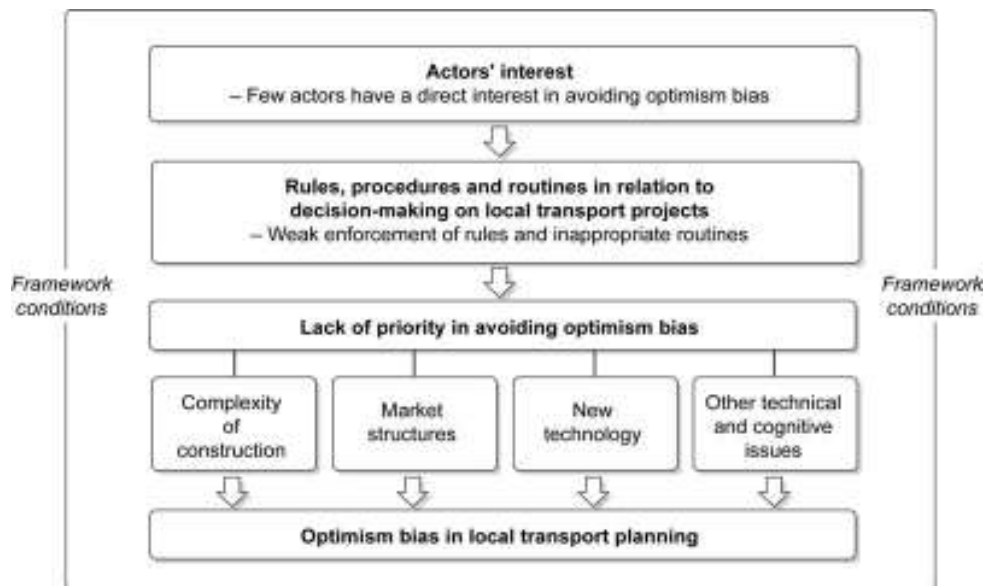 Actors' interest
– Few actors have a direct interest in avoiding optimism bias
Rules, procedures and routines in relation to
decision-making on local transport projects
– Weak enforcement of rules and inappropriate routines
Framework
conditions
Framework
conditions
Lack of priority in avoiding optimism bias
Complexity
of
construction
Market
structures
New
technology
Other technical
and cognitive
issues
Optimism bias in local transport planning